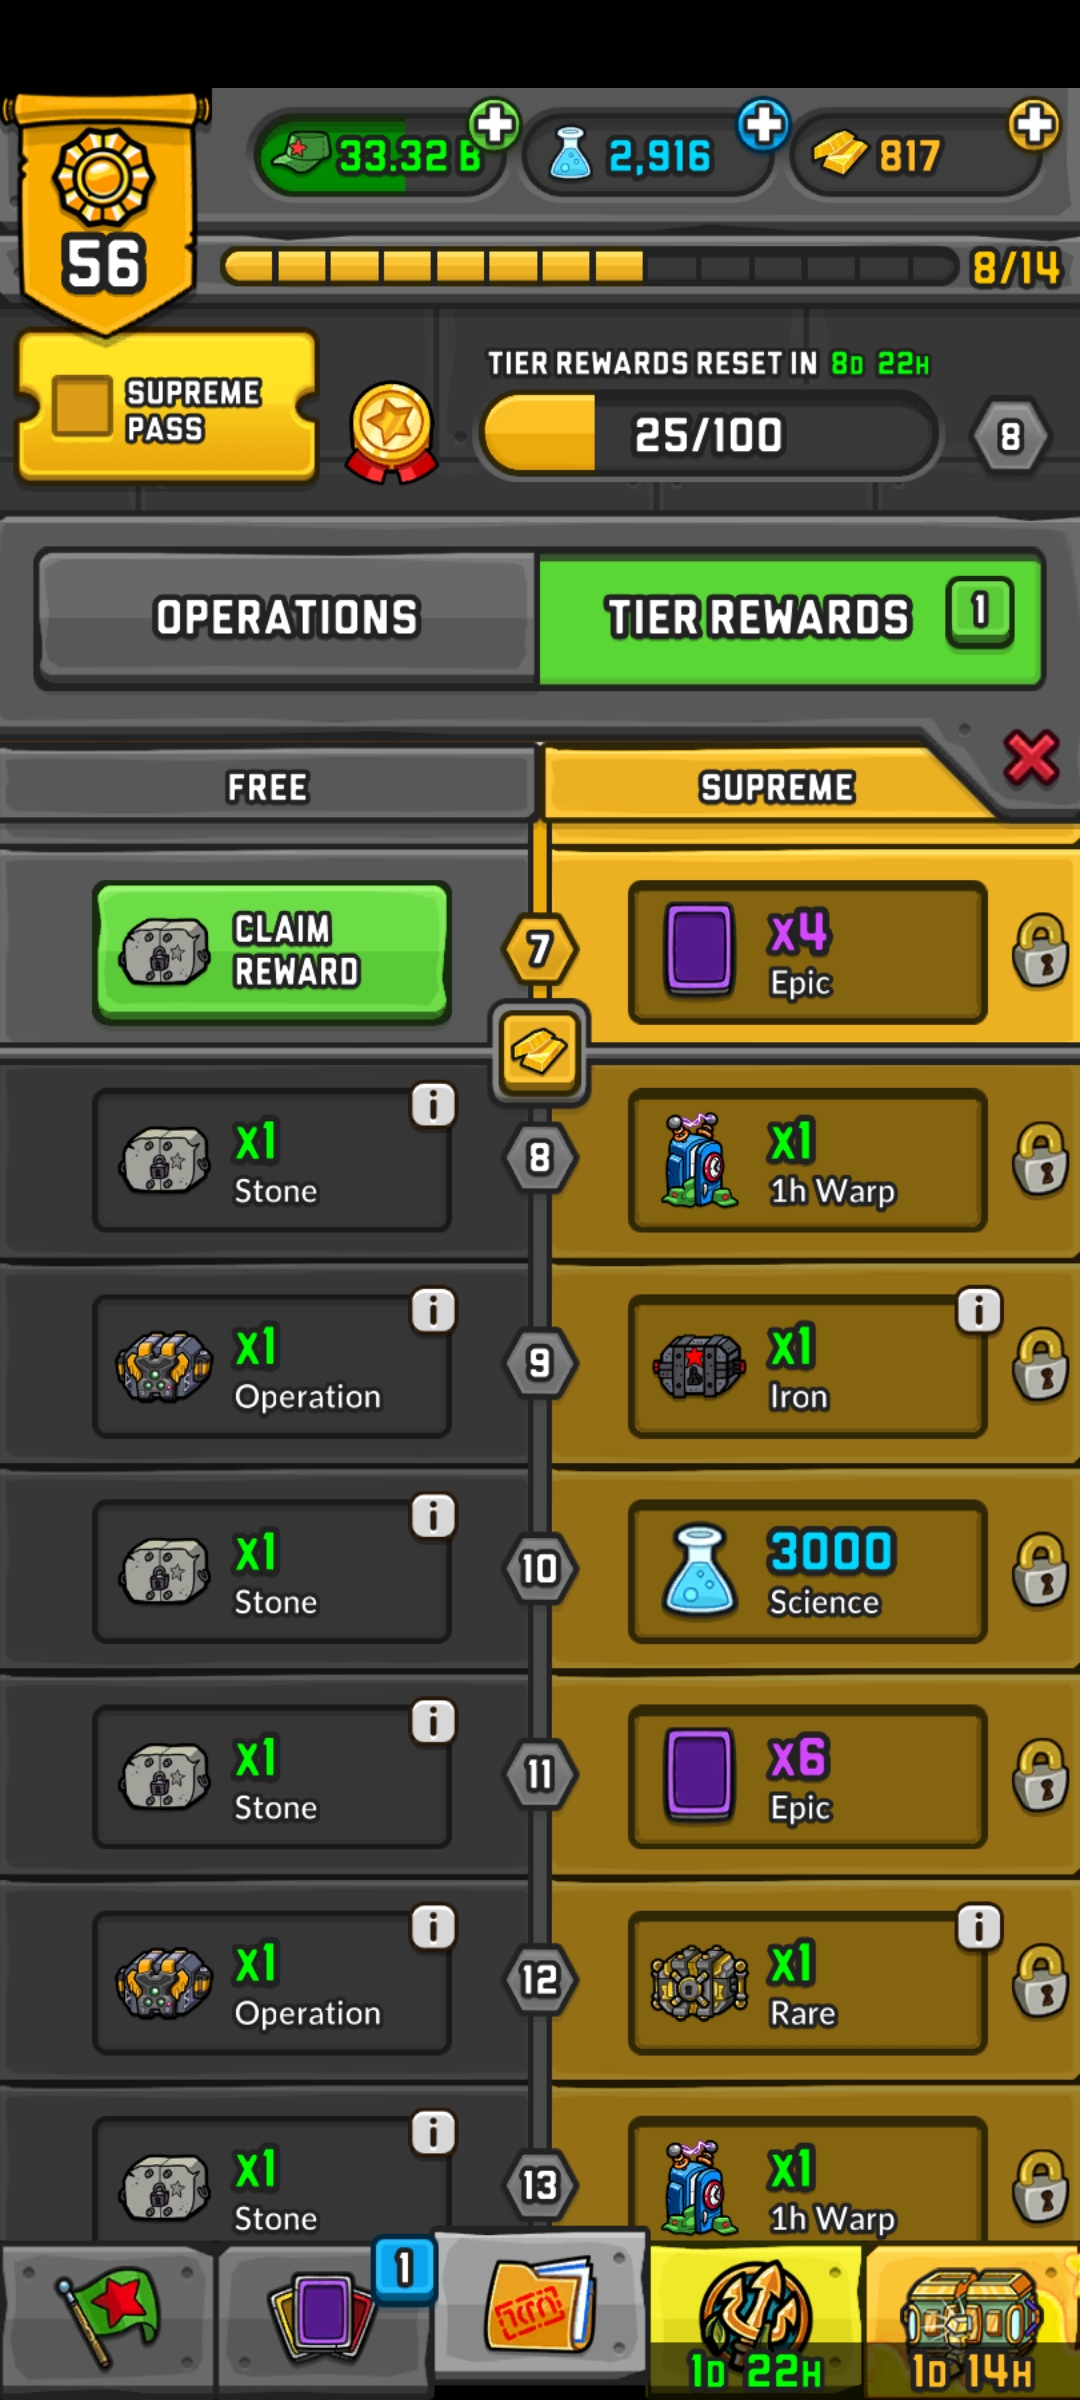 33.32 B
2,916
817
56
8/14
SUPREME
PASS
TIER REWARDS RESET IN 8D 22H
25/100
8
OPERATIONS
TIER REWARDS
1
FREE
SUPREME
CLAIM
REWARD
7
X4
Epic
X1
Stone
8
X1
1h Warp
X1
Operation
9
X1
Iron
X1
Stone
10
3000
Science
X1
Stone
11
X6
Epic
X1
Operation
12
X1
Rare
X1
Stone
13
X1
1h Warp
1
1D 22H
1D 14H